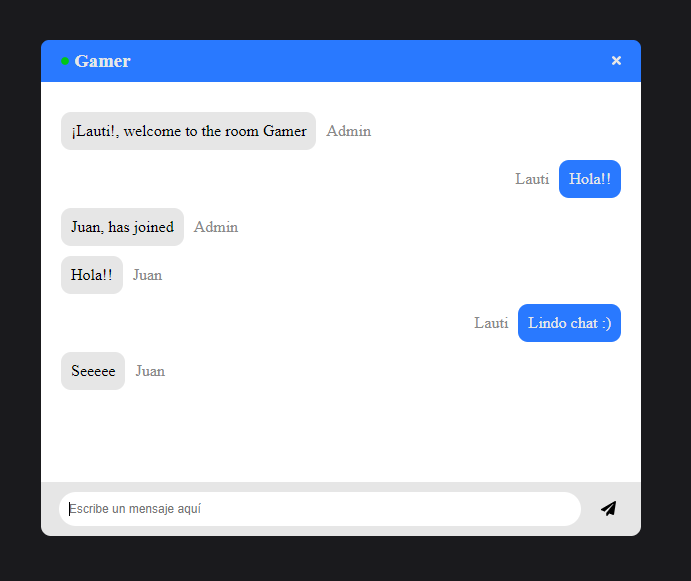 Gamer
¡Lauti!, welcome to the room Gamer Admin
Lauti Hola!!
Juan, has joined Admin
Hola!! Juan
Lauti Lindo chat :)
Seeeee Juan
Escribe un mensaje aquí